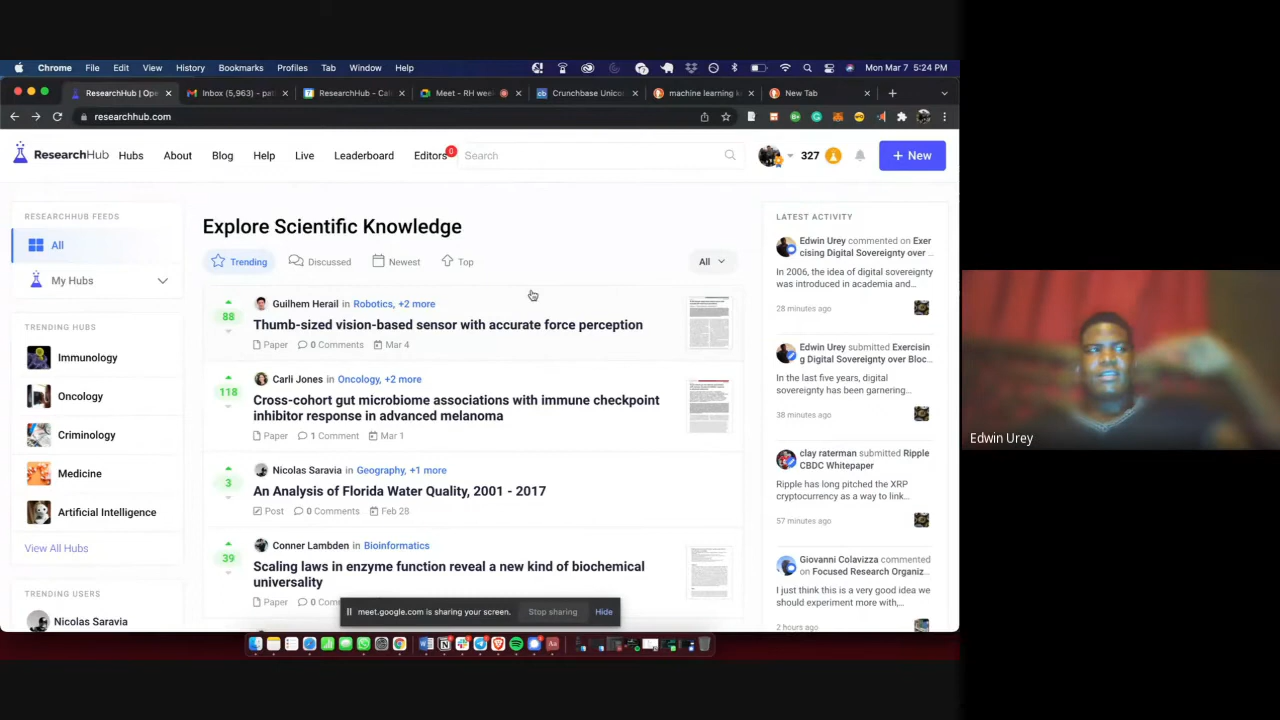 Chrome File Edit View History Bookmarks Profiles Tab Window Help Mon Mar 7 5:24 PM
ResearchHub | Ope Inbox (5,963) - pat ResearchHub - Cal Meet - RH wee Crunchbase Unico machine learning k New Tab
researchhub.com
ResearchHub Hubs About Blog Help Live Leaderboard Editors 0 Search 327 + New
RESEARCHHUB FEEDS
All
My Hubs
TRENDING HUBS
Immunology
Oncology
Criminology
Medicine
Artificial Intelligence
View All Hubs
TRENDING USERS
Nicolas Saravia
Explore Scientific Knowledge
Trending Discussed Newest Top All
88
Guilhem Herail in Robotics, +2 more
Thumb-sized vision-based sensor with accurate force perception
Paper 0 Comments Mar 4
118
Carli Jones in Oncology, +2 more
Cross-cohort gut microbiome associations with immune checkpoint
inhibitor response in advanced melanoma
Paper 1 Comment Mar 1
3
Nicolas Saravia in Geography, +1 more
An Analysis of Florida Water Quality, 2001 - 2017
Post 0 Comments Feb 28
39
Conner Lambden in Bioinformatics
Scaling laws in enzyme function reveal a new kind of biochemical
universality
Paper 0 Com
meet.google.com is sharing your screen. Stop sharing Hide
LATEST ACTIVITY
Edwin Urey commented on Exer
cising Digital Sovereignty over ..
In 2006, the idea of digital sovereignty
was introduced in academia and...
28 minutes ago
Edwin Urey submitted Exercisin
g Digital Sovereignty over Bloc...
In the last five years, digital
sovereignty has been garnering...
38 minutes ago
clay raterman submitted Ripple
CBDC Whitepaper
Ripple has long pitched the XRP
cryptocurrency as a way to link...
57 minutes ago
Giovanni Colavizza commented
on Focused Research Organiz...
I just think this is a very good idea we
should experiment more with,...
2 hours ago
Edwin Urey